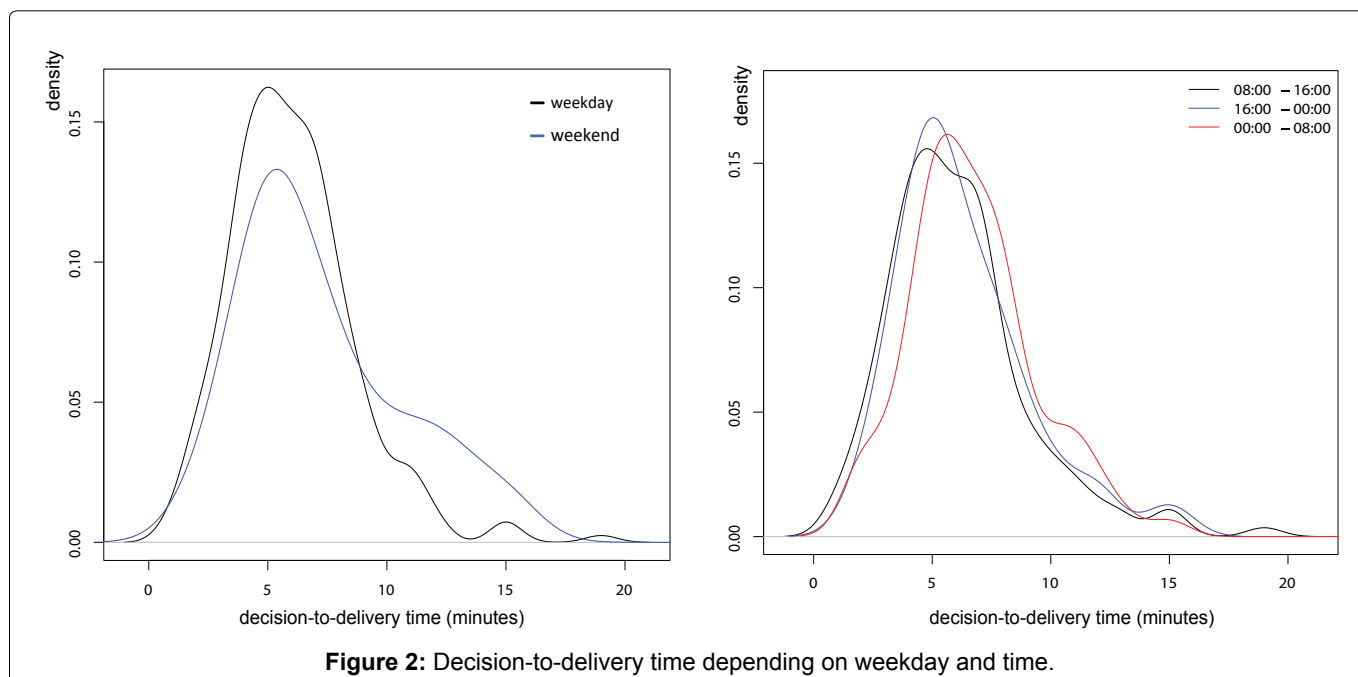 density
0.15
0.10
0.05
0.00
weekday
weekend
0 5 10 15 20
decision-to-delivery time (minutes)
density
0.15
0.10
0.05
0.00
08:00 – 16:00
16:00 – 00:00
00:00 – 08:00
0 5 10 15 20
decision-to-delivery time (minutes)
Figure 2: Decision-to-delivery time depending on weekday and time.